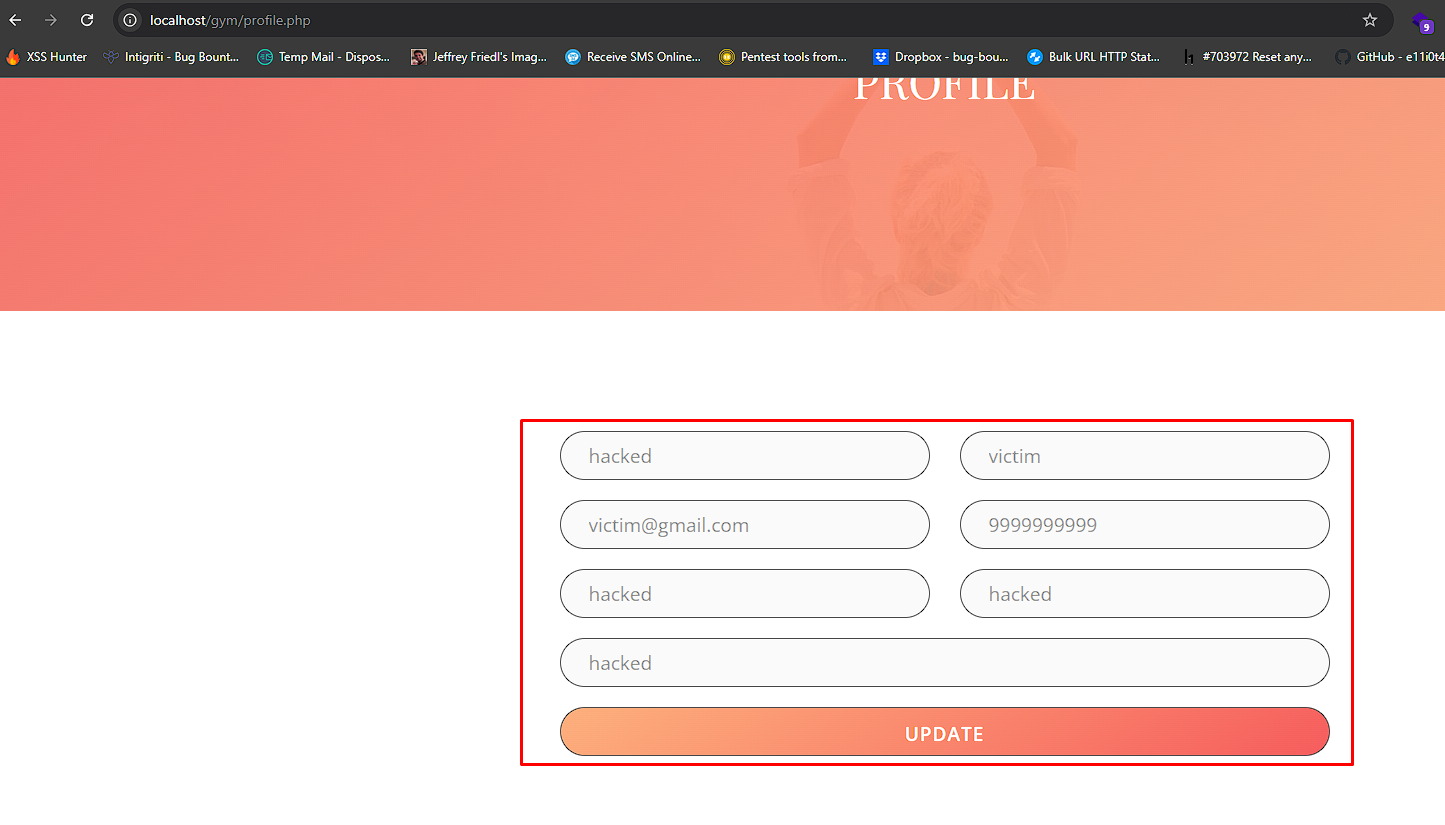 localhost/gym/profile.php
9
XSS Hunter Intigriti - Bug Bount... Temp Mail - Dispos... Jeffrey Friedl's Imag... Receive SMS Online... Pentest tools from... Dropbox - bug-bou... Bulk URL HTTP Stat... #703972 Reset any... GitHub - e11i0t4
PROFILE
hacked victim
victim@gmail.com 9999999999
hacked hacked
hacked
UPDATE